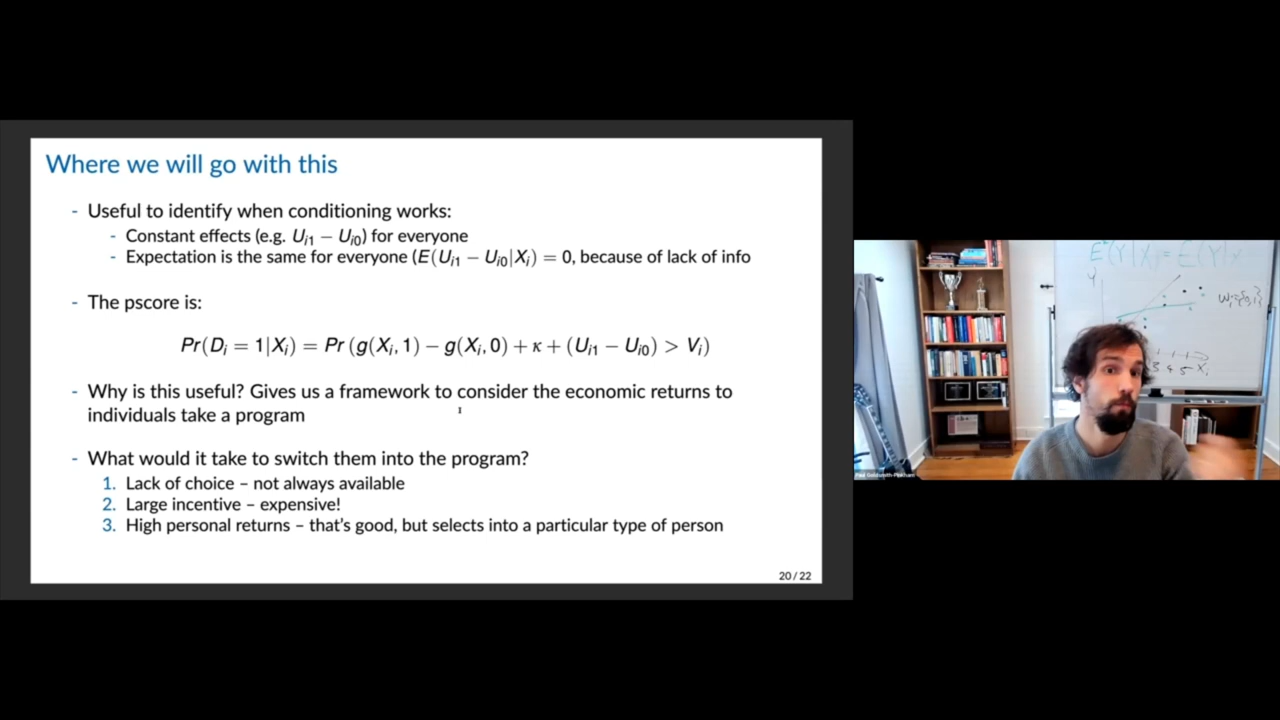 Where we will go with this
- Useful to identify when conditioning works:
- Constant effects (e.g. U_{i1} − U_{i0}) for everyone
- Expectation is the same for everyone (E(U_{i1} − U_{i0}|X_i) = 0, because of lack of info
- The pscore is:
Pr(D_i = 1|X_i) = Pr (g(X_i, 1) − g(X_i, 0) + κ + (U_{i1} − U_{i0}) > V_i)
- Why is this useful? Gives us a framework to consider the economic returns to
individuals take a program
- What would it take to switch them into the program?
1. Lack of choice – not always available
2. Large incentive – expensive!
3. High personal returns – that's good, but selects into a particular type of person
20 / 22
Paul Goldsmith-Pinkham